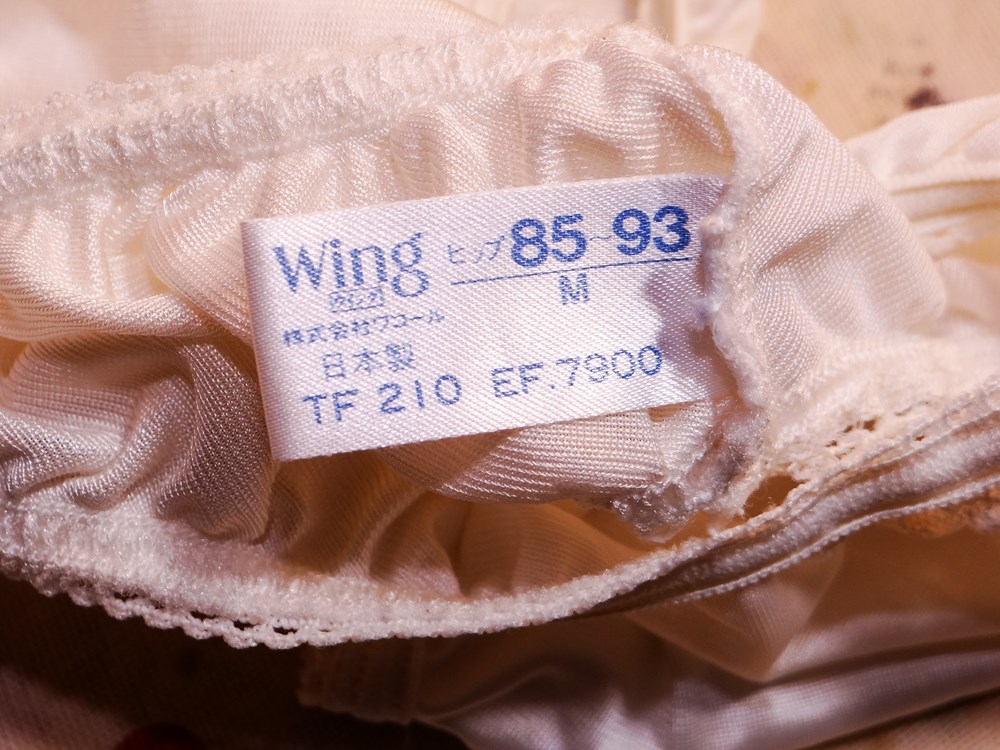 Wing
ヒップ 85~93
M
株式会社ワコール
日本製
TF 210 EF.7900